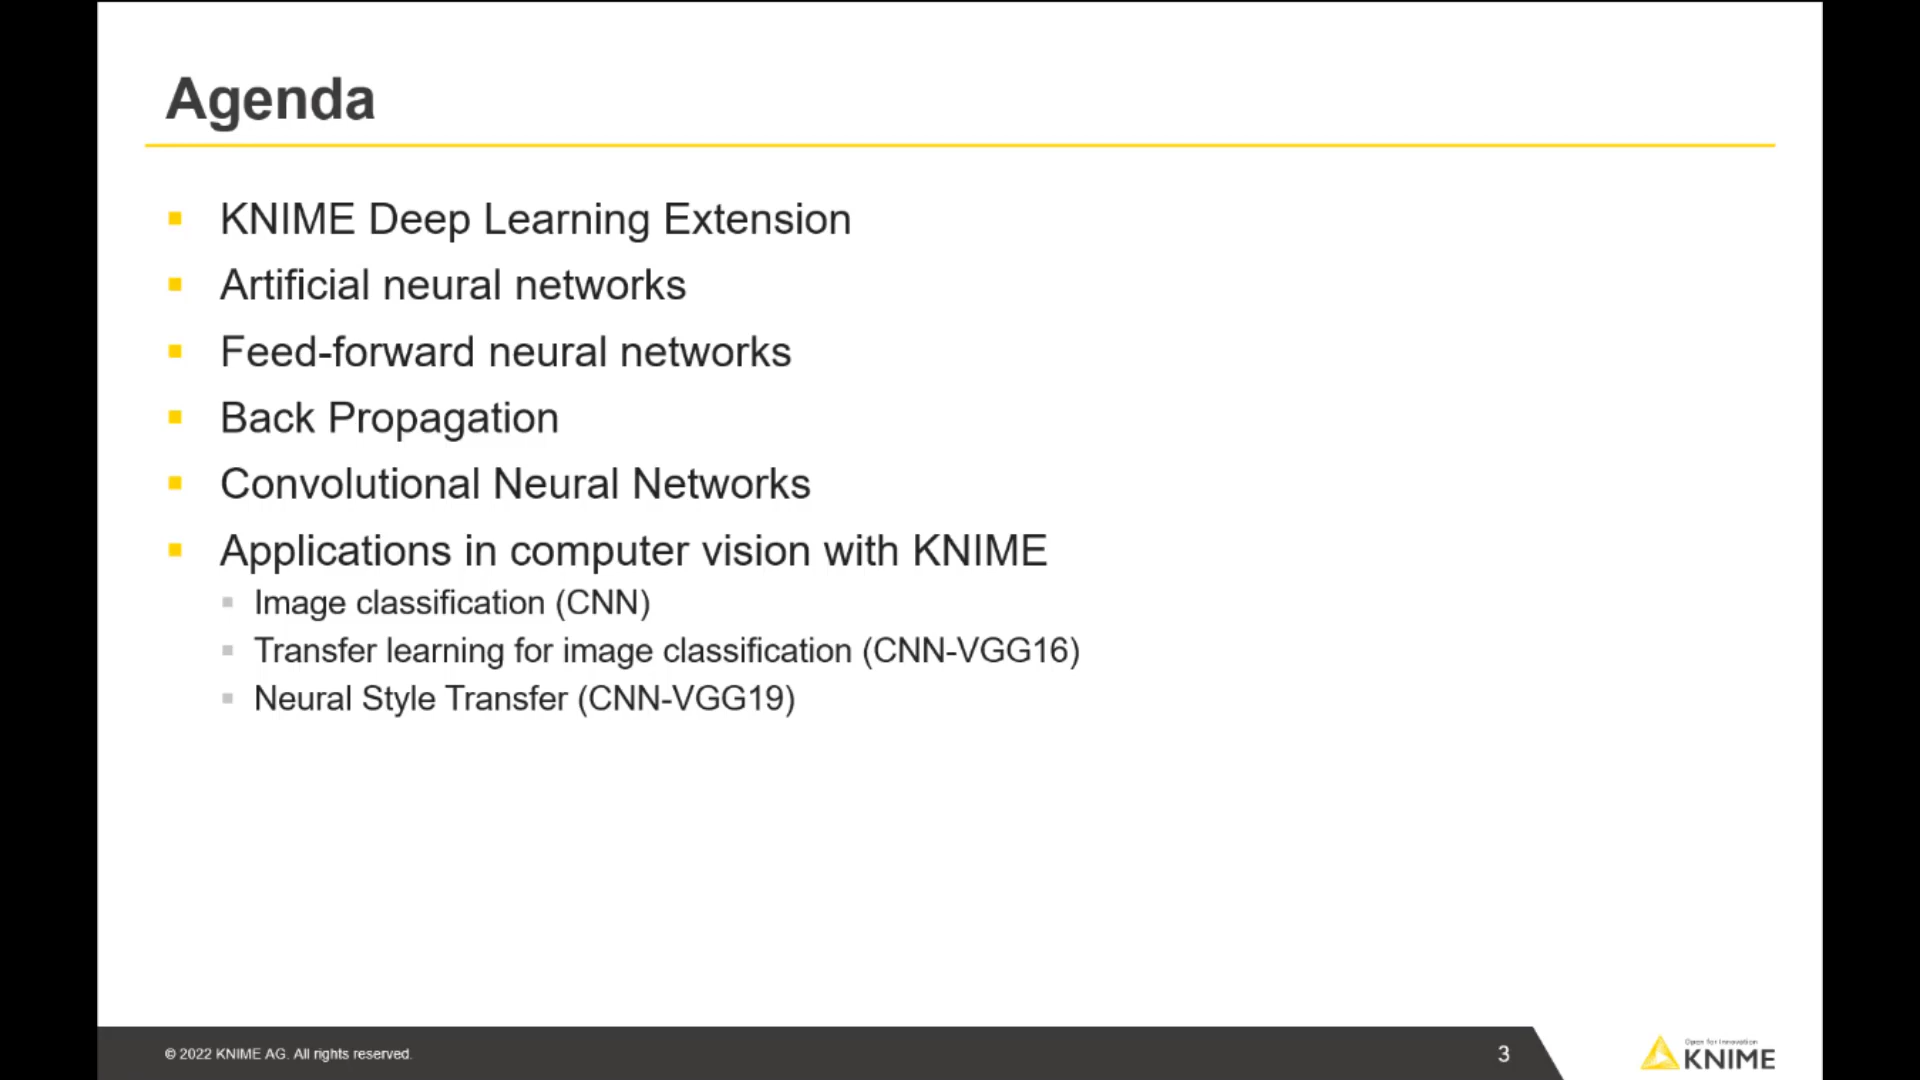 Agenda
KNIME Deep Learning Extension
Artificial neural networks
Feed-forward neural networks
Back Propagation
Convolutional Neural Networks
Applications in computer vision with KNIME
Image classification (CNN)
Transfer learning for image classification (CNN-VGG16)
Neural Style Transfer (CNN-VGG19)
© 2022 KNIME AG. All rights reserved.
3
Open for Innovation
KNIME